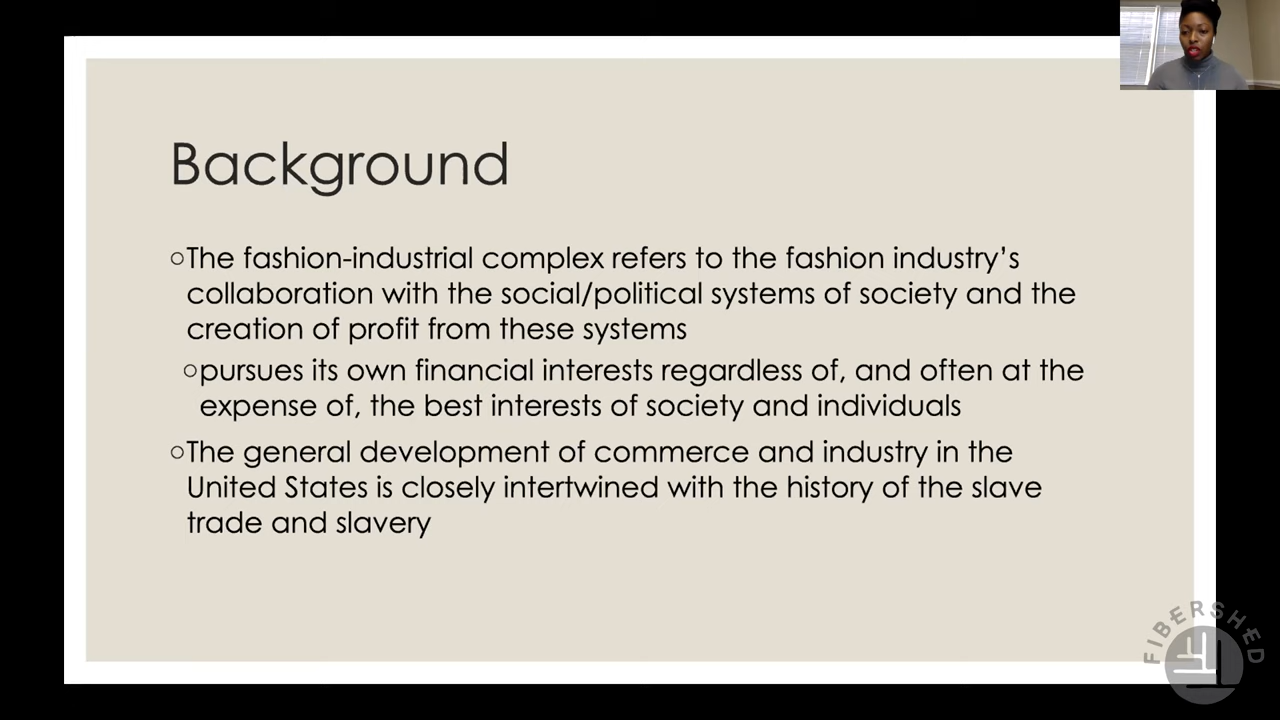 Background
○The fashion-industrial complex refers to the fashion industry’s
collaboration with the social/political systems of society and the
creation of profit from these systems
○pursues its own financial interests regardless of, and often at the
expense of, the best interests of society and individuals
○The general development of commerce and industry in the
United States is closely intertwined with the history of the slave
trade and slavery
FIBERSHED